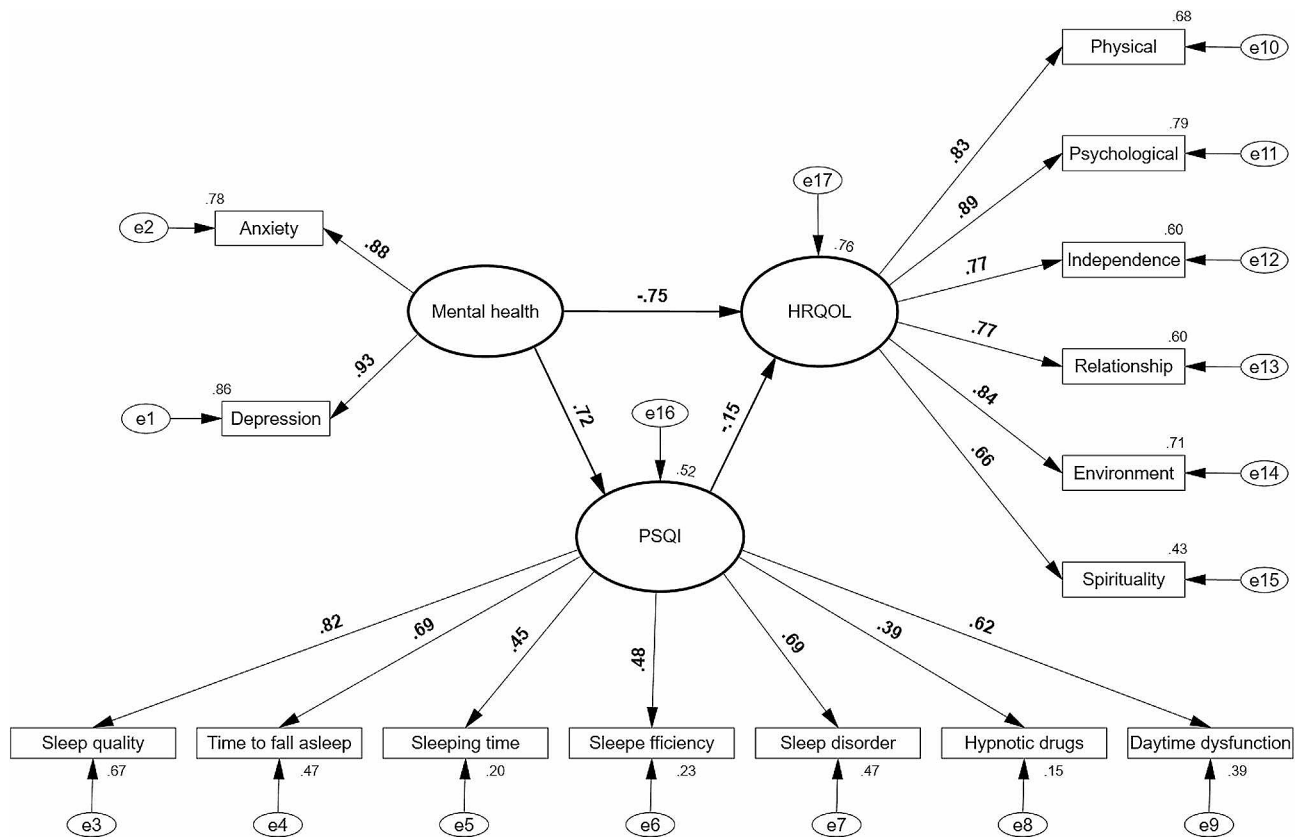 .68
Physical
e10
.83
.79
Psychological
e11
.89
e17
.78
Anxiety
e2
.88
.60
Independence
e12
.77
.76
HRQOL
Mental health
-.75
.77
.60
Relationship
e13
.93
.86
Depression
e1
.72
e16
-.15
.84
.66
.71
Environment
e14
.52
PSQI
.43
Spirituality
e15
.82
.69
.45
.48
.69
.39
.62
Sleep quality
Time to fall asleep
Sleeping time
Sleepe fficiency
Sleep disorder
Hypnotic drugs
Daytime dysfunction
.67
.47
.20
.23
.47
.15
.39
e3
e4
e5
e6
e7
e8
e9